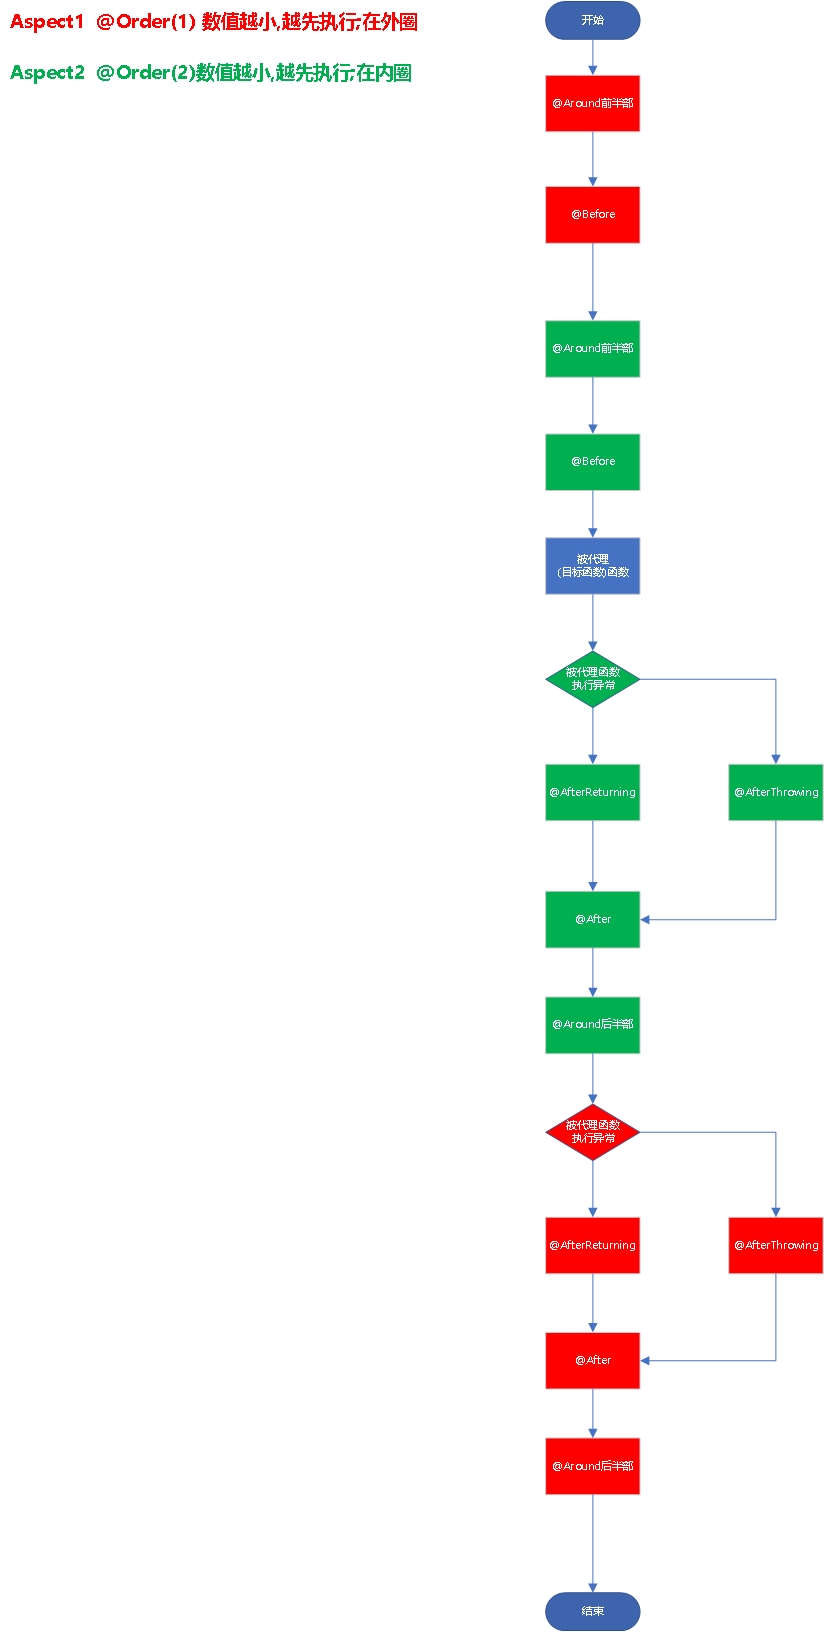 Aspect1 @Order(1) 数值越小,越先执行;在外圈
Aspect2 @Order(2)数值越小,越先执行;在内圈
开始
@Around前半部
@Before
@Around前半部
@Before
被代理
(目标函数)函数
被代理函数
执行异常
@AfterReturning
@AfterThrowing
@After
@Around后半部
被代理函数
执行异常
@AfterReturning
@AfterThrowing
@After
@Around后半部
结束